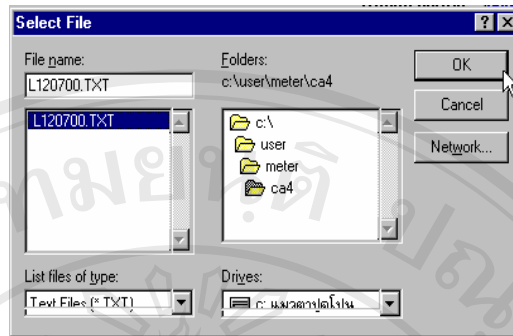 Select File
File name:
L120700.TXT
L120700.TXT
Folders:
c:\user\meter\ca4
c:\
user
meter
ca4
OK
Cancel
Network...
List files of type:
Text Files (*.TXT)
Drives:
c: